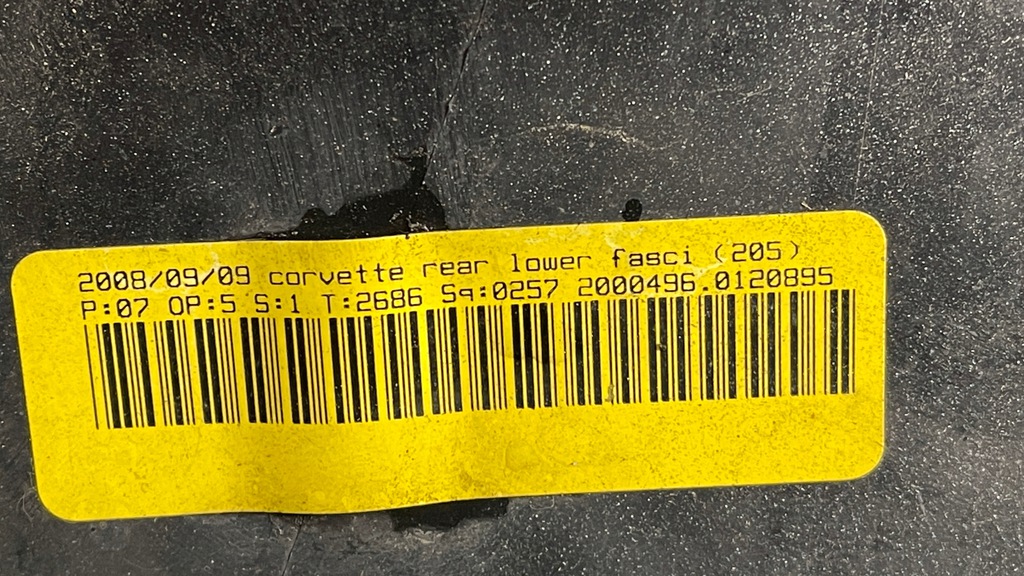 2008/09/09 corvette rear lower fasci (205)
P:07 OP:5 S:1 T:2686 Sq:0257 2000496.0120895